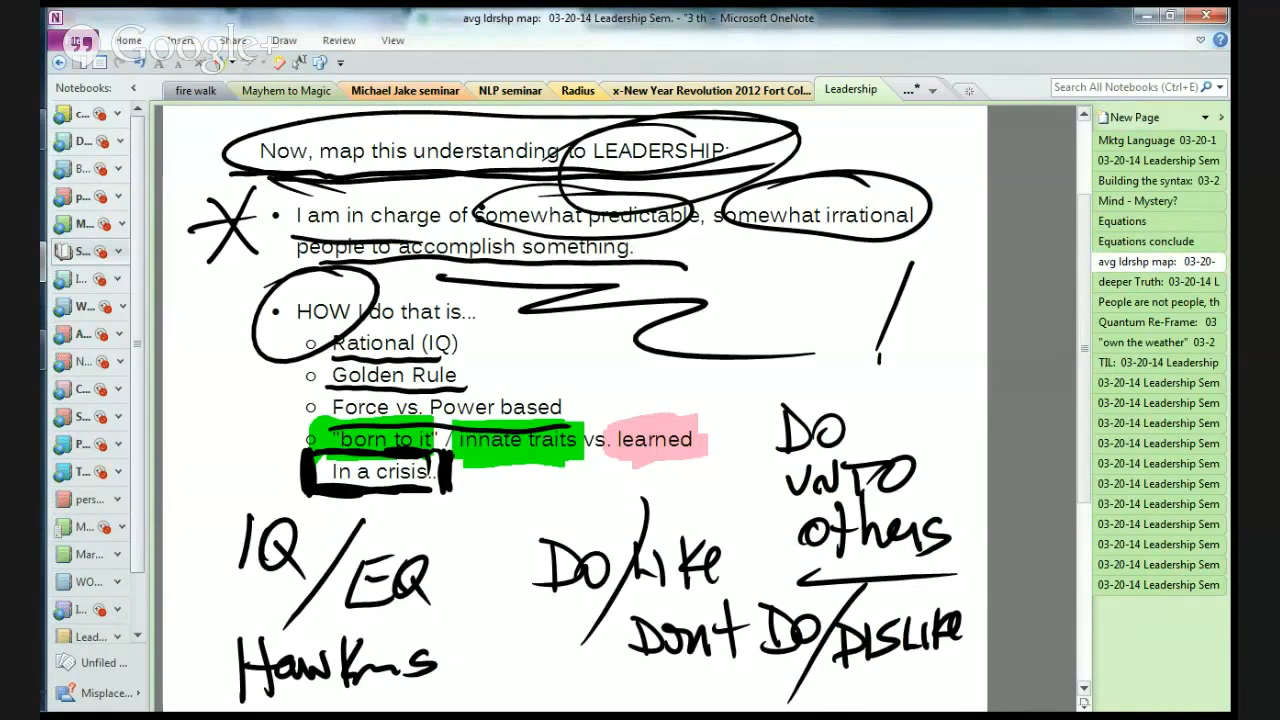 avg ldrshp map: 03-20-14 Leadership Sem. - "3 th - Microsoft OneNote
Google+
Home Insert Share Draw Review View
Notebooks:
fire walk Mayhem to Magic Michael Jake seminar NLP seminar Radius x-New Year Revolution 2012 Fort Col... Leadership ...*
Search All Notebooks (Ctrl+E)
C...
D...
B...
p...
M...
S...
I...
W...
A...
N...
C...
S...
P...
T...
pers...
M...
Mar...
WO...
I...
Lead...
Unfiled ...
Misplace...
Now, map this understanding to LEADERSHIP:
• I am in charge of somewhat predictable, somewhat irrational
people to accomplish something.
• HOW I do that is...
o Rational (IQ)
o Golden Rule
o Force vs. Power based
o "born to it" / innate traits vs. learned
In a crisis...
!
DO
UNTO
others
IQ/EQ
DO/Like
DONT DO/DISLIKE
Hawkins
New Page
Mktg Language 03-20-1
03-20-14 Leadership Sem
Building the syntax: 03-2
Mind - Mystery?
Equations
Equations conclude
avg ldrshp map: 03-20-
deeper Truth: 03-20-14 L
People are not people, th
Quantum Re-Frame: 03
"own the weather" 03-2
TIL: 03-20-14 Leadership
03-20-14 Leadership Sem
03-20-14 Leadership Sem
03-20-14 Leadership Sem
03-20-14 Leadership Sem
03-20-14 Leadership Sem
03-20-14 Leadership Sem
03-20-14 Leadership Sem
03-20-14 Leadership Sem
03-20-14 Leadership Sem
03-20-14 Leadership Sem
03-20-14 Leadership Sem